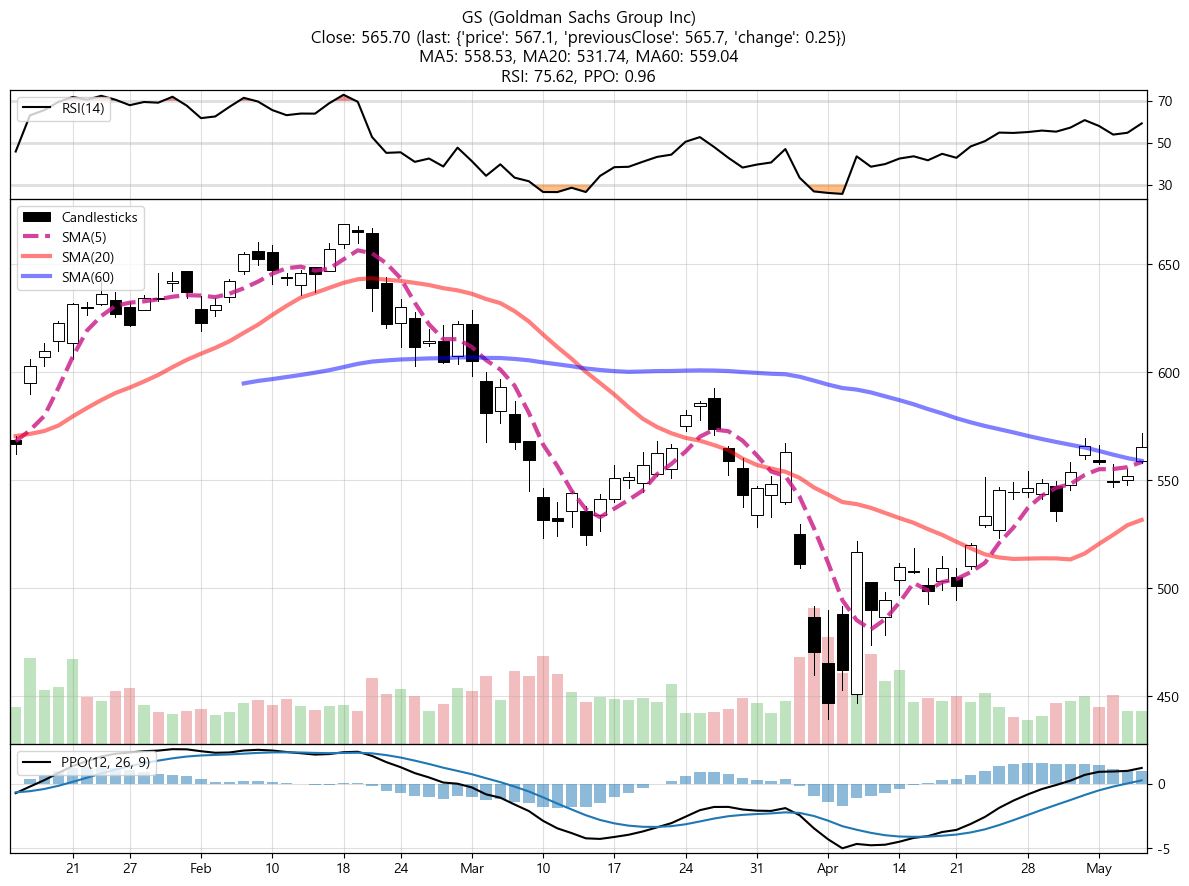 GS (Goldman Sachs Group Inc)
Close: 565.70 (last: {'price': 567.1, 'previousClose': 565.7, 'change': 0.25})
MA5: 558.53, MA20: 531.74, MA60: 559.04
RSI: 75.62, PPO: 0.96
RSI(14)
70
50
30
Candlesticks
SMA(5)
SMA(20)
SMA(60)
650
600
550
500
450
PPO(12, 26, 9)
0
-5
21 27 Feb 10 18 24 Mar 10 17 24 31 Apr 14 21 28 May